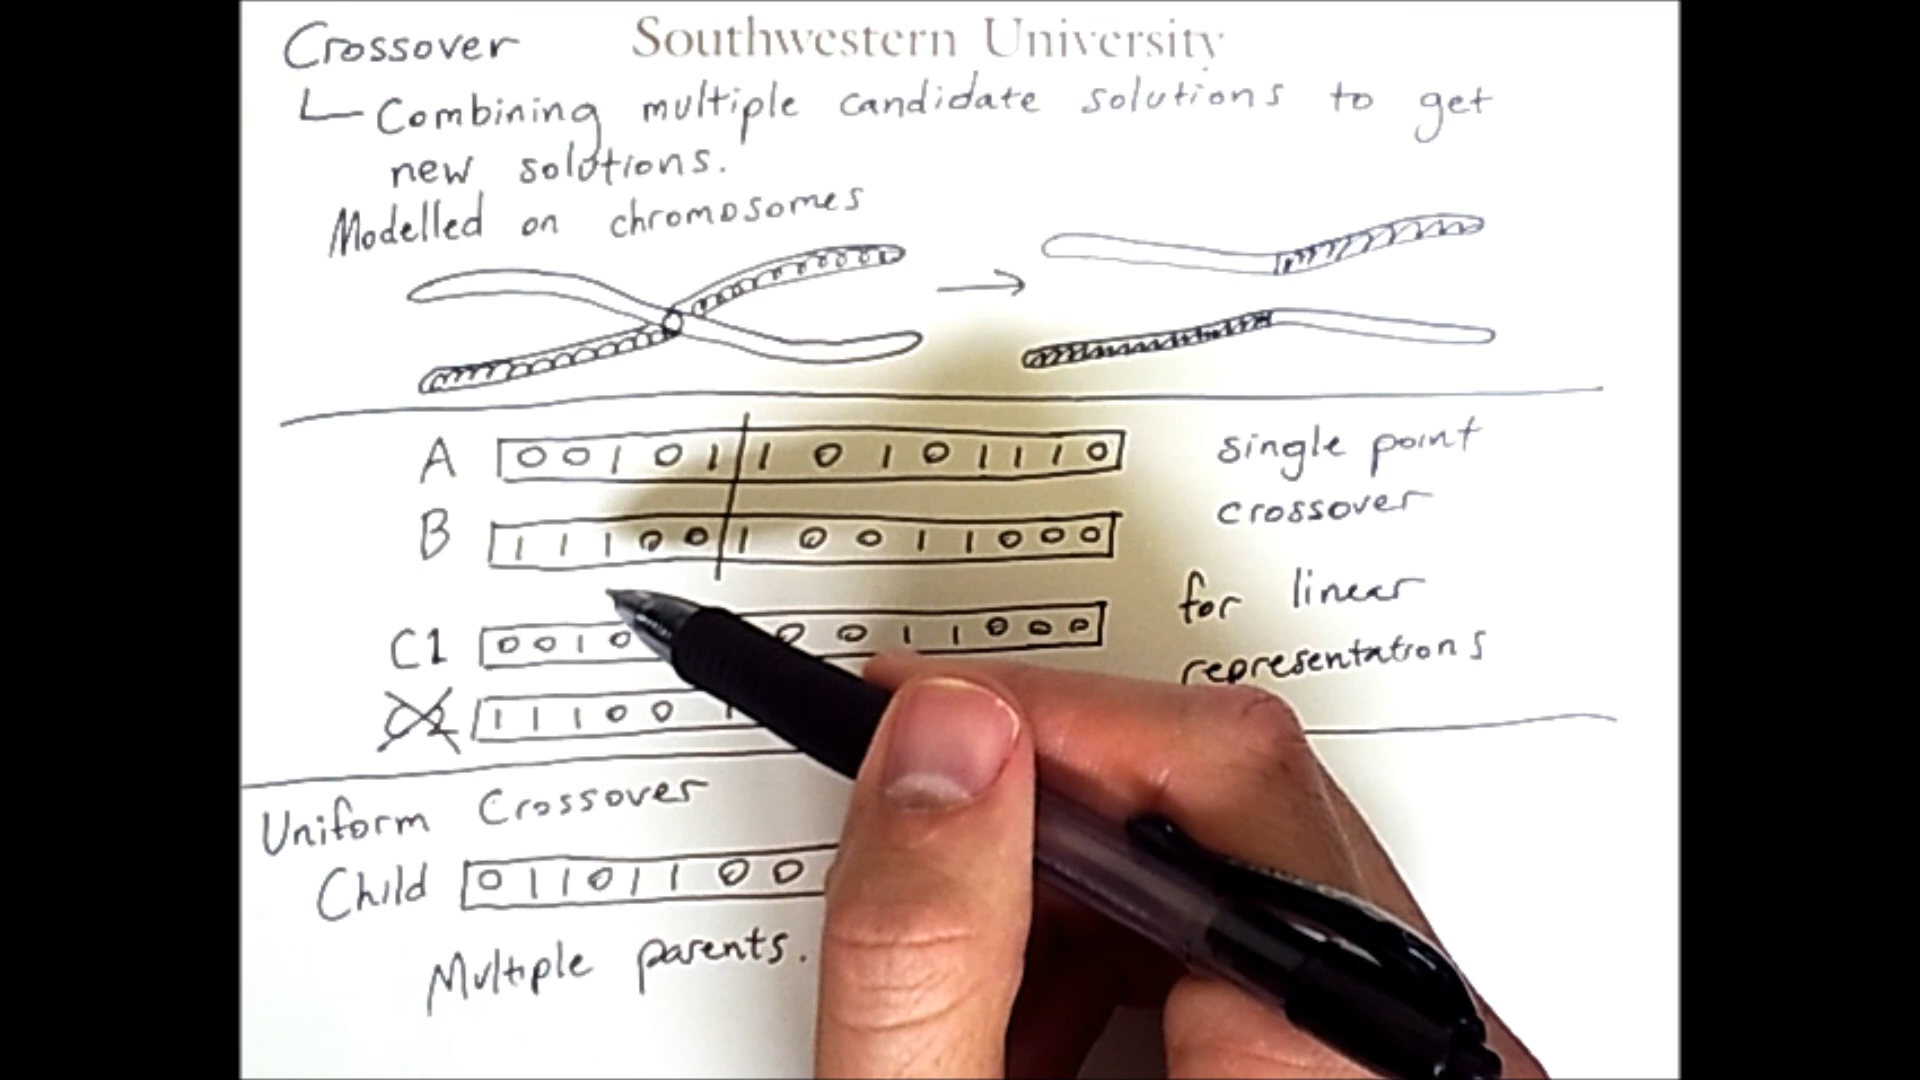 Crossover Southwestern University
Combining multiple candidate solutions to get
new solutions.
Modelled on chromosomes
A 0 0 1 0 1 1 0 1 0 1 1 1 0
B 1 1 1 0 0 1 0 0 1 1 0 0 0
single point
crossover
for linear
representations
C1 0 0 1 0 0 0 1 1 0 0 0
C2 1 1 1 0 0 1
Uniform Crossover
Child 0 1 1 0 1 1 0 0
Multiple parents.